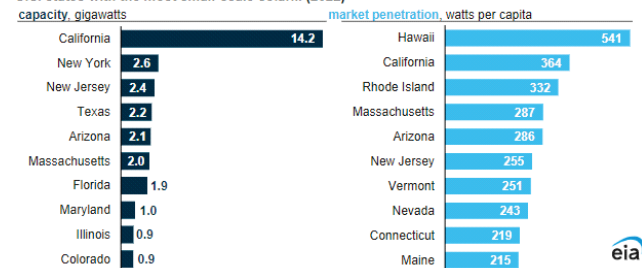 capacity, gigawatts
California 14.2
New York 2.6
New Jersey 2.4
Texas 2.2
Arizona 2.1
Massachusetts 2.0
Florida 1.9
Maryland 1.0
Illinois 0.9
Colorado 0.9
market penetration, watts per capita
Hawaii 541
California 364
Rhode Island 332
Massachusetts 287
Arizona 286
New Jersey 255
Vermont 251
Nevada 243
Connecticut 219
Maine 215
eia